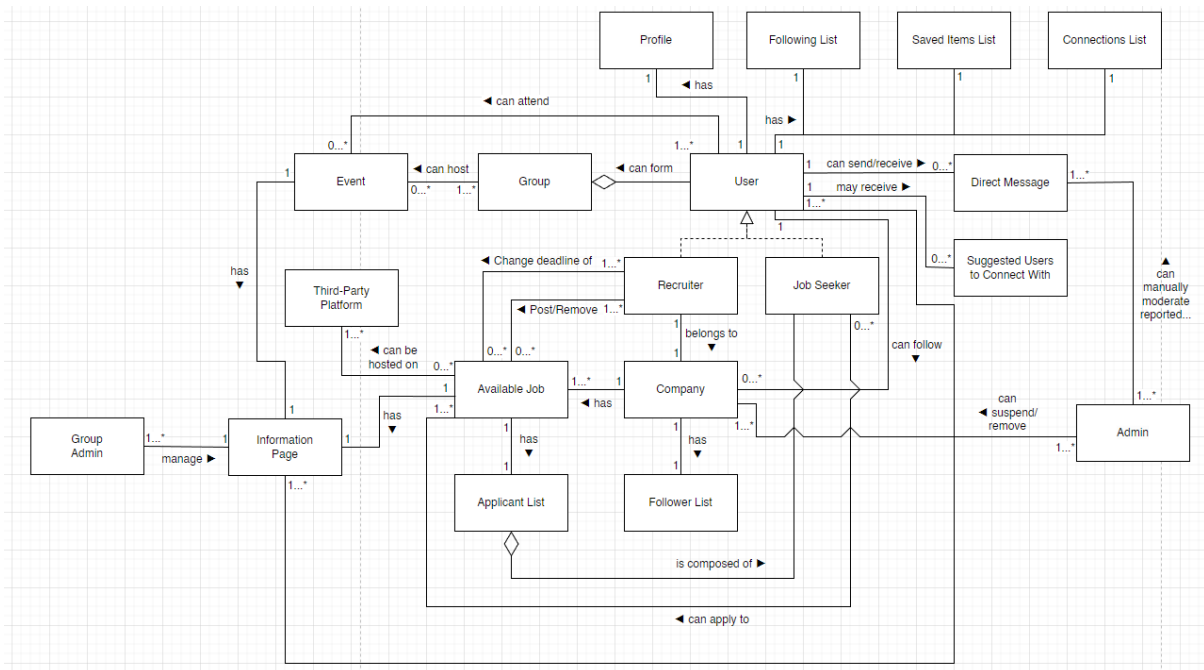 Profile
Following List
Saved Items List
Connections List
1
1
1
1
◄ has
◄ can attend
has ►
0...*
1...*
1
1
1
Event
0...*
◄ can host
1...*
Group
◄ can form
User
1
can send/receive ►
0...*
1
may receive ►
1...*
1
Direct Message
1...*
has
▼
Third-Party
Platform
1...*
◄ Change deadline of
1...*
◄ Post/Remove
1...*
Recruiter
Job Seeker
0...*
0...*
Suggested Users
to Connect With
▲
can
manually
moderate
reported...
1
belongs to
▼
1
can follow
▼
◄ can be
hosted on
0...*
0...*
0...*
Available Job
1
1...*
1...*
◄ has
1
Company
0...*
1...*
can
◄ suspend/
remove
1...*
Admin
1...*
Group
Admin
1...*
manage ►
1
1
Information
Page
1
1...*
has
▼
1
has
▼
1
Applicant List
1
has
▼
1
Follower List
is composed of ►
◄ can apply to